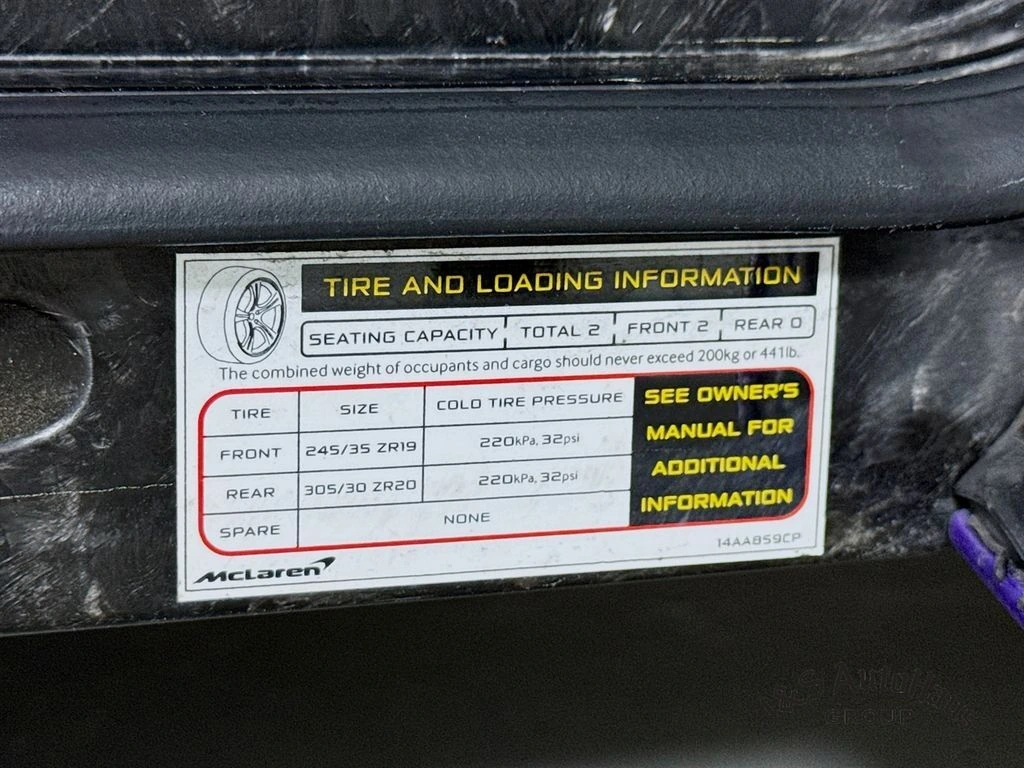 TIRE AND LOADING INFORMATION
SEATING CAPACITY TOTAL 2 FRONT 2 REAR 0
The combined weight of occupants and cargo should never exceed 200kg or 441lb.
TIRE SIZE COLD TIRE PRESSURE
FRONT 245/35 ZR19 220kPa, 32psi
REAR 305/30 ZR20 220kPa, 32psi
SPARE NONE
SEE OWNER'S
MANUAL FOR
ADDITIONAL
INFORMATION
14AA859CP
McLaren
GROUP